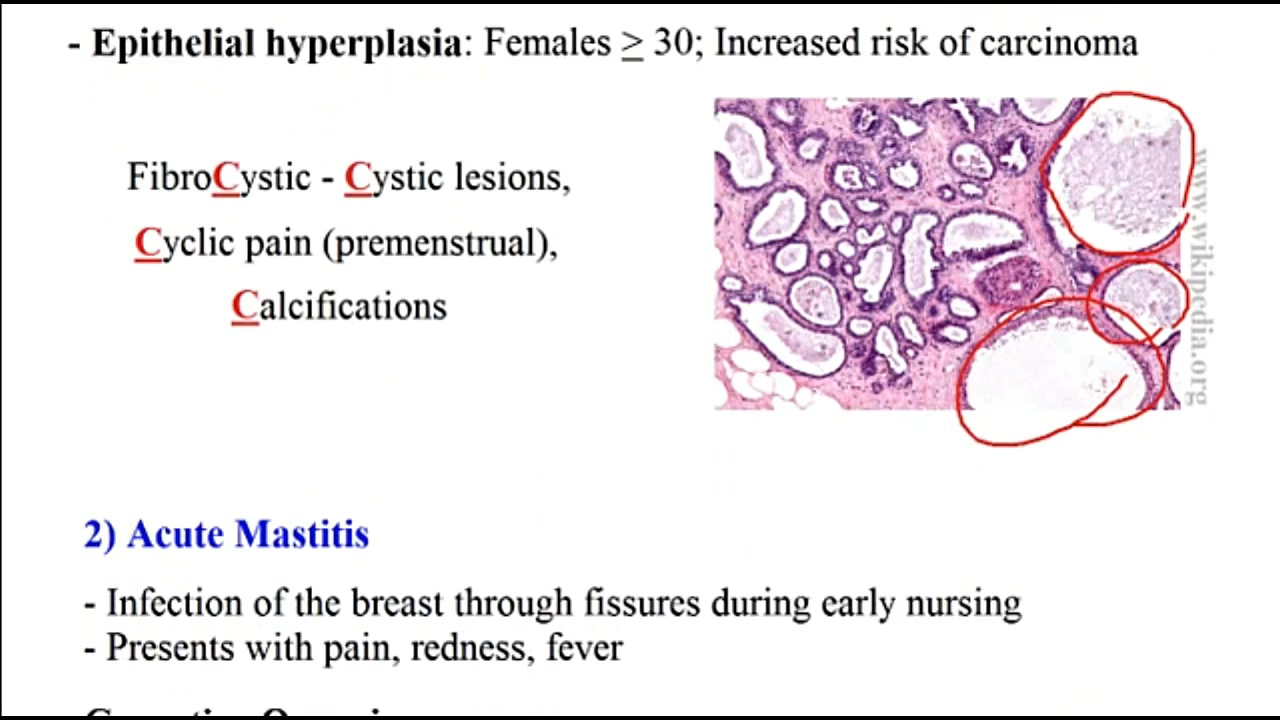 - Epithelial hyperplasia: Females ≥ 30; Increased risk of carcinoma
FibroCystic - Cystic lesions,
Cyclic pain (premenstrual),
Calcifications
www.wikipedia.org
2) Acute Mastitis
- Infection of the breast through fissures during early nursing
- Presents with pain, redness, fever